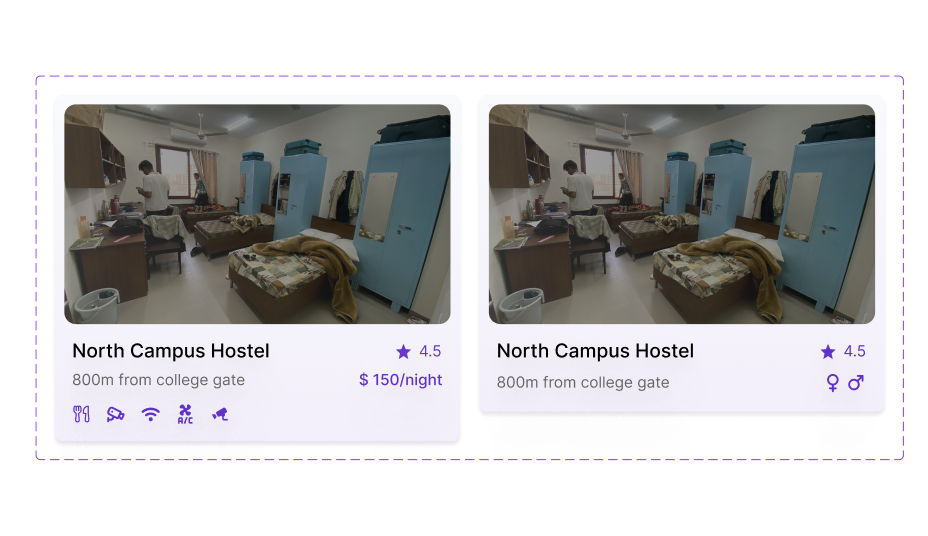 North Campus Hostel
4.5
800m from college gate
$ 150/night
A/C
North Campus Hostel
4.5
800m from college gate